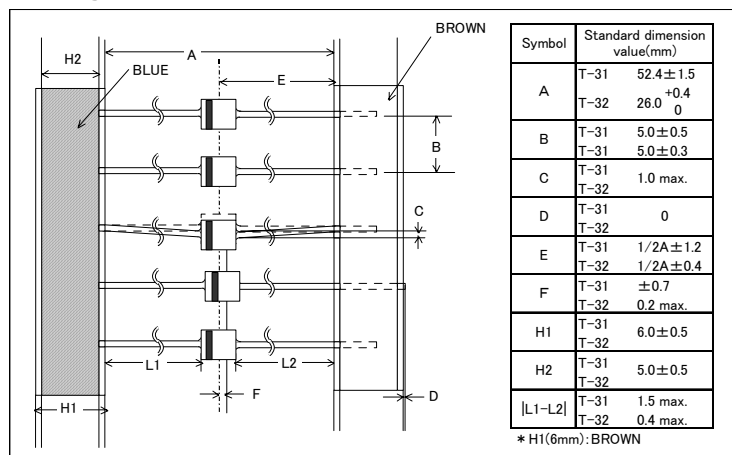 BROWN
A
H2
BLUE
E
B
C
L1
L2
F
H1
D
Symbol Standard dimension value(mm)
A T-31 52.4±1.5
T-32 26.0 +0.4 0
B T-31 5.0±0.5
T-31 5.0±0.3
C T-31 T-32 1.0 max.
D T-31 T-32 0
E T-31 1/2A±1.2
T-32 1/2A±0.4
F T-31 ±0.7
T-32 0.2 max.
H1 T-31 T-32 6.0±0.5
H2 T-31 T-32 5.0±0.5
|L1-L2| T-31 1.5 max.
T-32 0.4 max.
* H1(6mm):BROWN